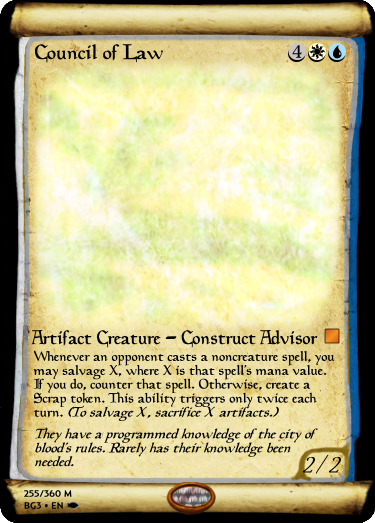 Council of Law 4
Artifact Creature – Construct Advisor
Whenever an opponent casts a noncreature spell, you
may salvage X, where X is that spell's mana value.
If you do, counter that spell. Otherwise, create a
Scrap token. This ability triggers only twice each
turn. (To salvage X, sacrifice X artifacts.)
They have a programmed knowledge of the city of
blood's rules. Rarely has their knowledge been
needed.
2/2
255/360 M
BG3 • EN